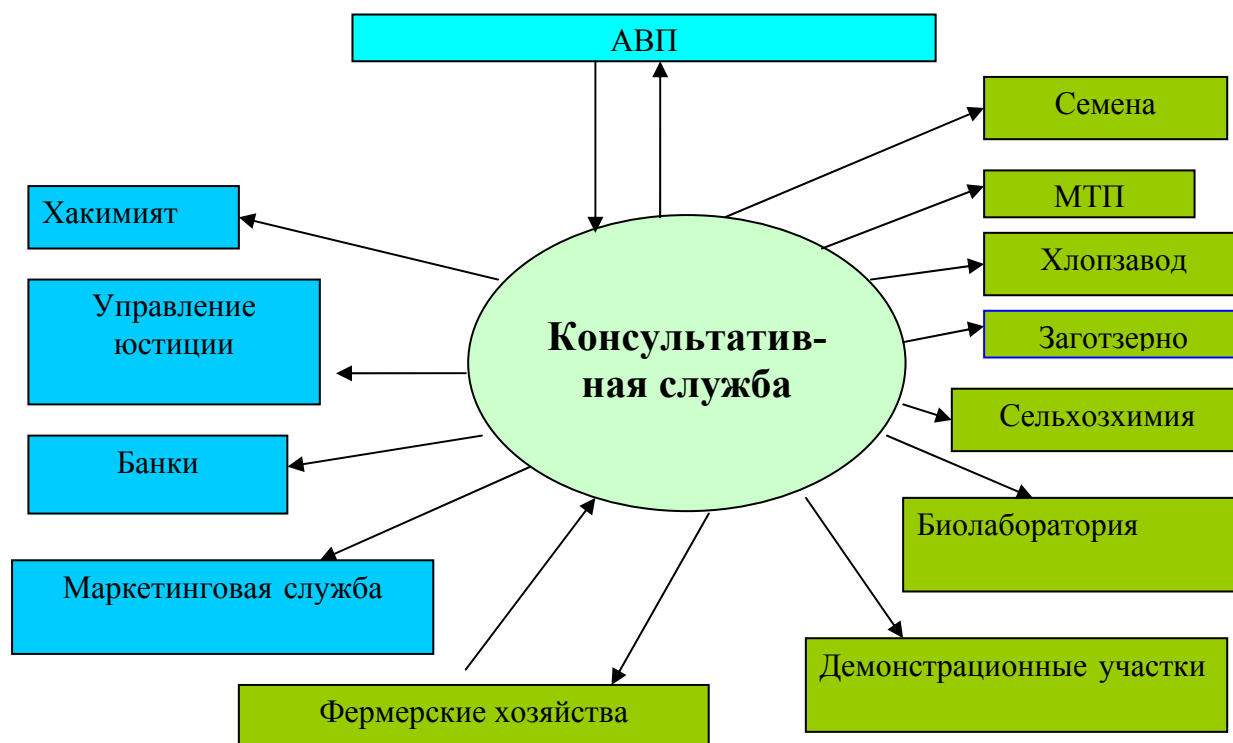 АВП
Семена
МТП
Хакимият
Хлопзавод
Управление
юстиции
Заготзерно
Консультатив-
ная служба
Сельхозхимия
Банки
Биолаборатория
Маркетинговая служба
Демонстрационные участки
Фермерские хозяйства